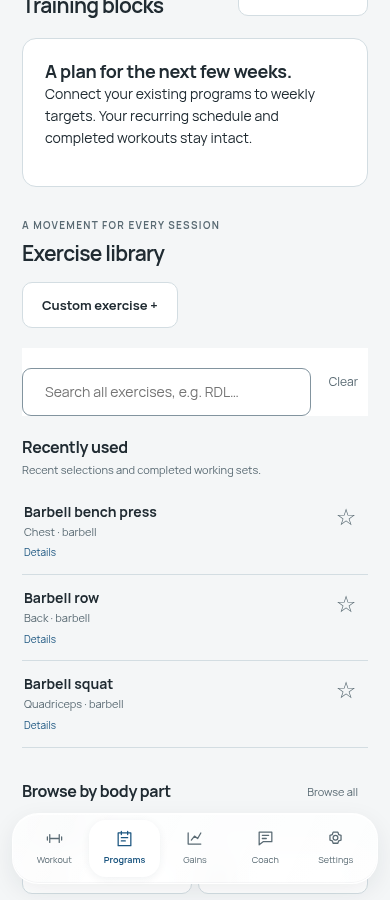 Training blocks
A plan for the next few weeks.
Connect your existing programs to weekly
targets. Your recurring schedule and
completed workouts stay intact.
A MOVEMENT FOR EVERY SESSION
Exercise library
Custom exercise +
Search all exercises, e.g. RDL...
Clear
Recently used
Recent selections and completed working sets.
Barbell bench press
Chest · barbell
Details
Barbell row
Back · barbell
Details
Barbell squat
Quadriceps · barbell
Details
Browse by body part
Browse all
Workout
Programs
Gains
Coach
Settings